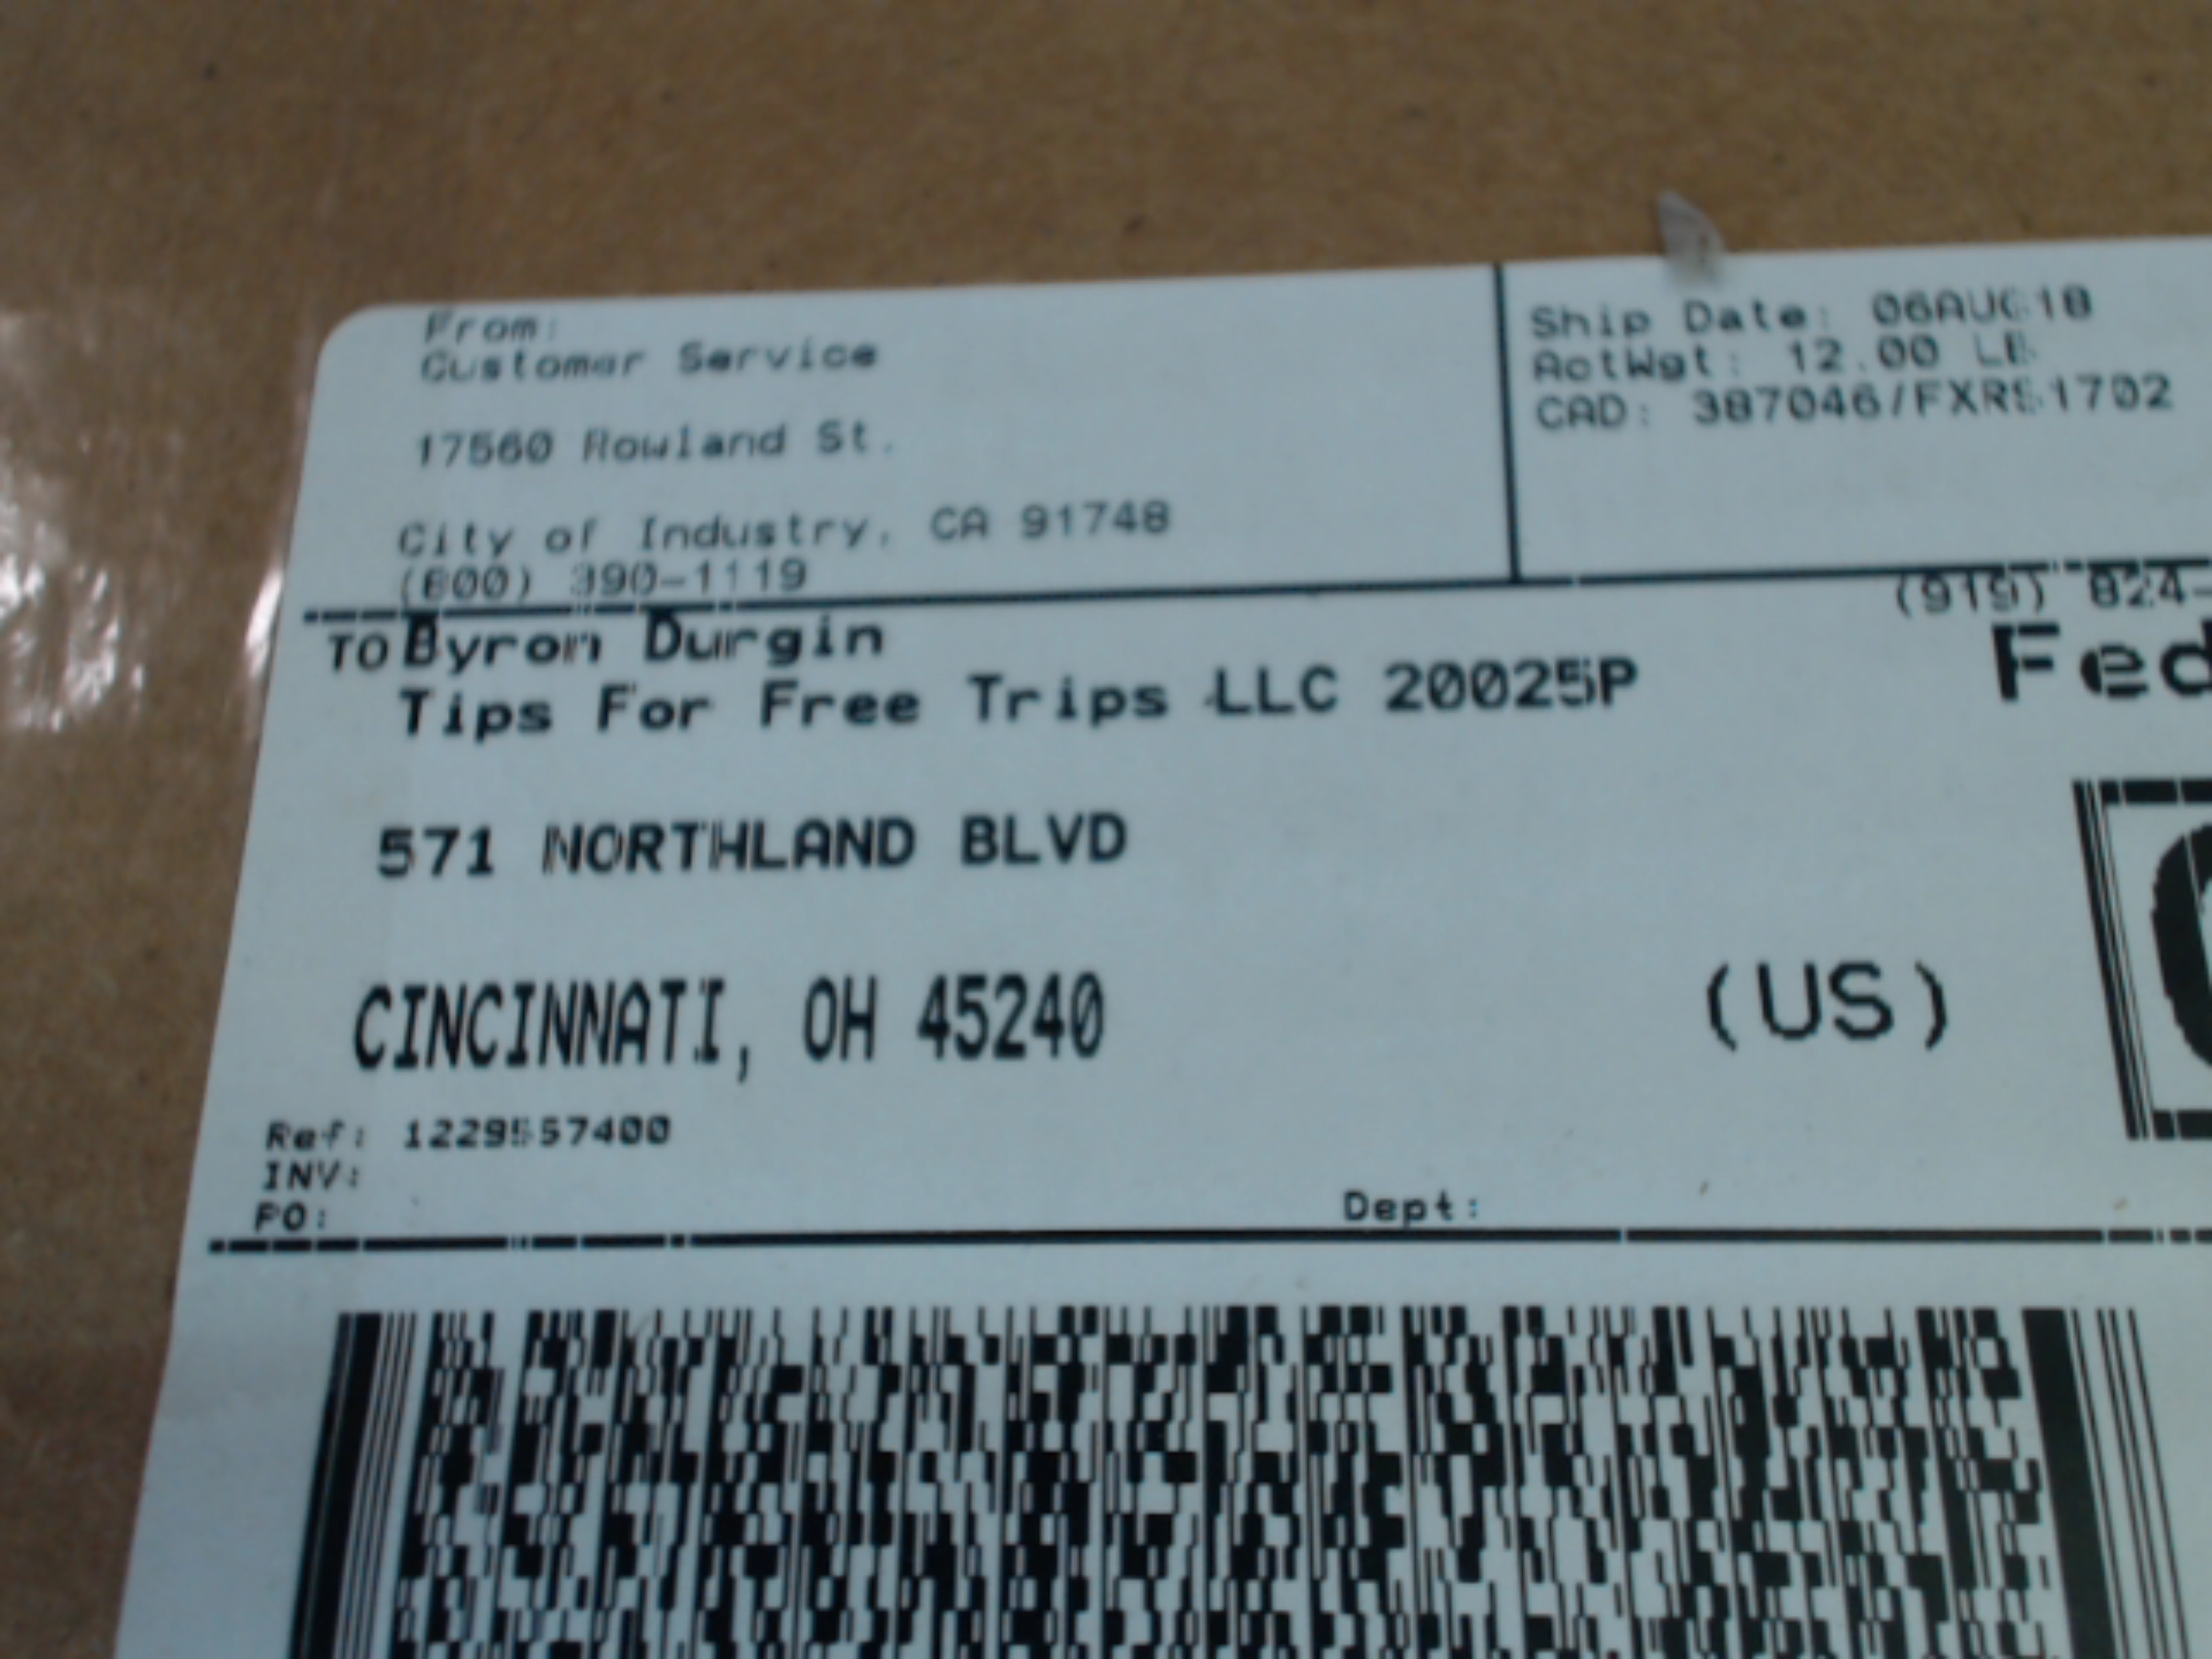 From:
Customer Service
17560 Rowland St.
City of Industry, CA 91748
(800) 390-1119
Ship Date: 06AUG18
ActWgt: 12.00 LB
CAD: 387046/FXRS1702
TO Byron Durgin
Tips For Free Trips LLC 20025P
(919) 824-
Fed
571 NORTHLAND BLVD
CINCINNATI, OH 45240
(US)
Ref: 1229557400
INV:
PO:
Dept: